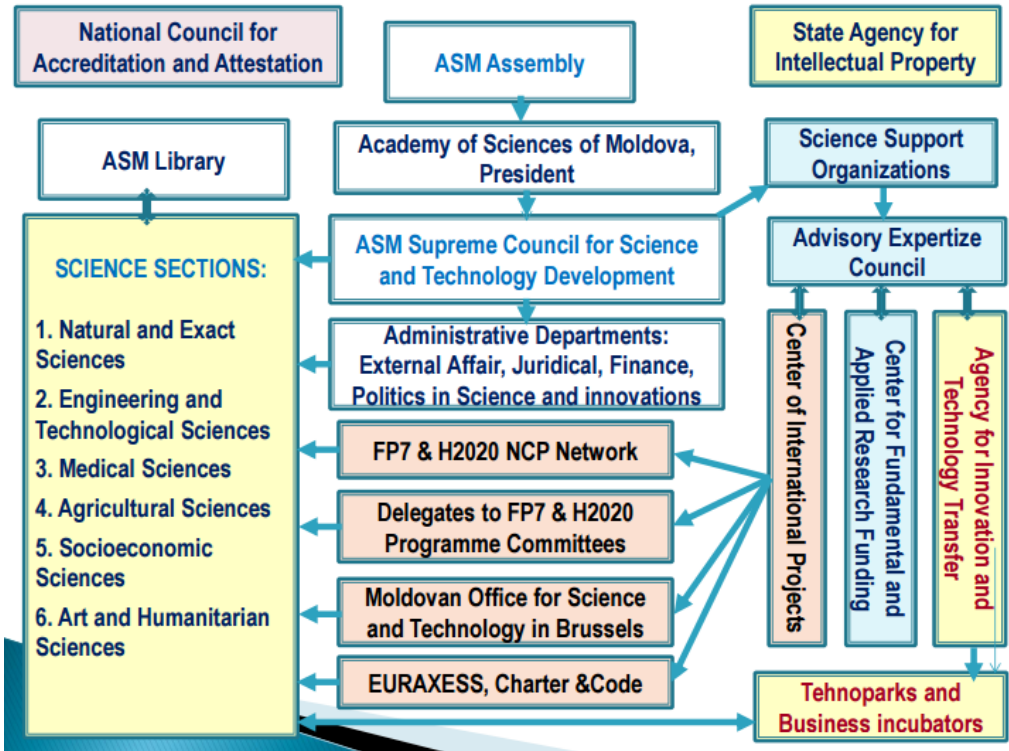 National Council for
Accreditation and Attestation
ASM Assembly
State Agency for
Intellectual Property
ASM Library
Academy of Sciences of Moldova,
President
Science Support
Organizations
SCIENCE SECTIONS:
1. Natural and Exact
Sciences
2. Engineering and
Technological Sciences
3. Medical Sciences
4. Agricultural Sciences
5. Socioeconomic
Sciences
6. Art and Humanitarian
Sciences
ASM Supreme Council for Science
and Technology Development
Administrative Departments:
External Affair, Juridical, Finance,
Politics in Science and innovations
FP7 & H2020 NCP Network
Delegates to FP7 & H2020
Programme Committees
Moldovan Office for Science
and Technology in Brussels
EURAXESS, Charter &Code
Advisory Expertize
Council
Center of International Projects
Center for Fundamental and
Applied Research Funding
Agency for Innovation and
Technology Transfer
Tehnoparks and
Business incubators